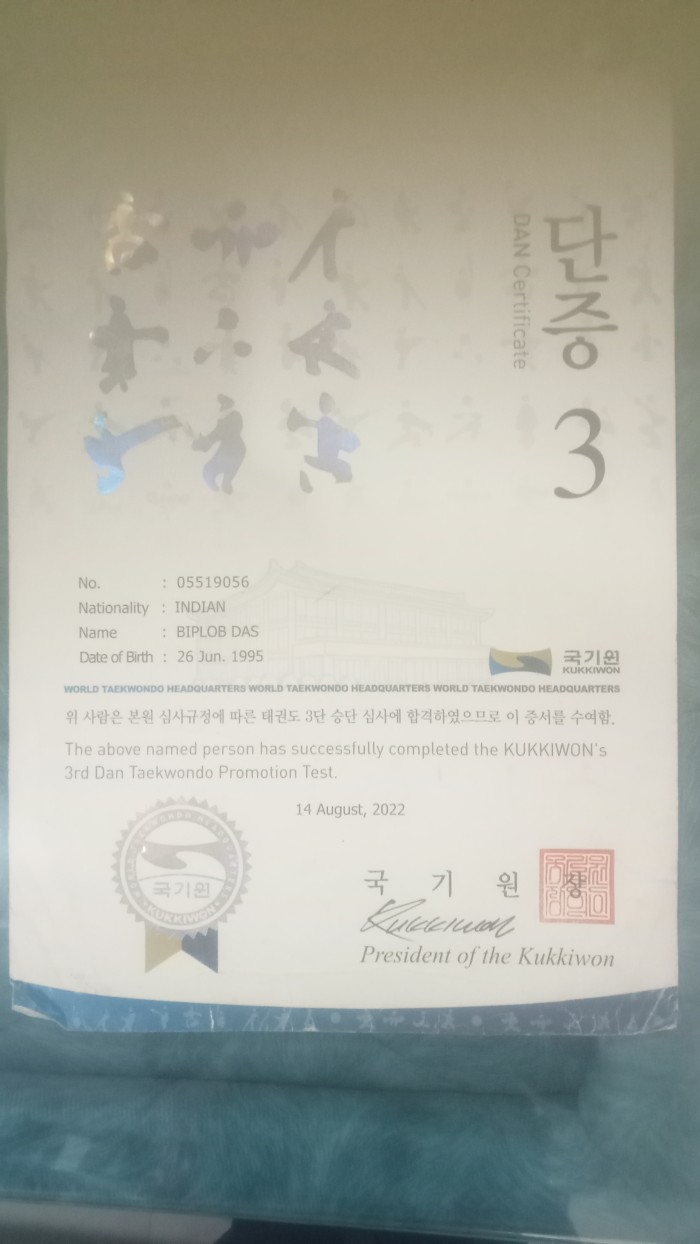 단증
DAN Certificate
3
No. : 05519056
Nationality : INDIAN
Name : BIPLOB DAS
Date of Birth : 26 Jun. 1995
국기원
KUKKIWON
WORLD TAEKWONDO HEADQUARTERS WORLD TAEKWONDO HEADQUARTERS WORLD TAEKWONDO HEADQUARTERS
위 사람은 본원 심사규정에 따른 태권도 3단 승단 심사에 합격하였으므로 이 증서를 수여함.
The above named person has successfully completed the KUKKIWON's
3rd Dan Taekwondo Promotion Test.
14 August, 2022
국기원
KUKKIWON
국 기 원 장
Kukkiwon
President of the Kukkiwon